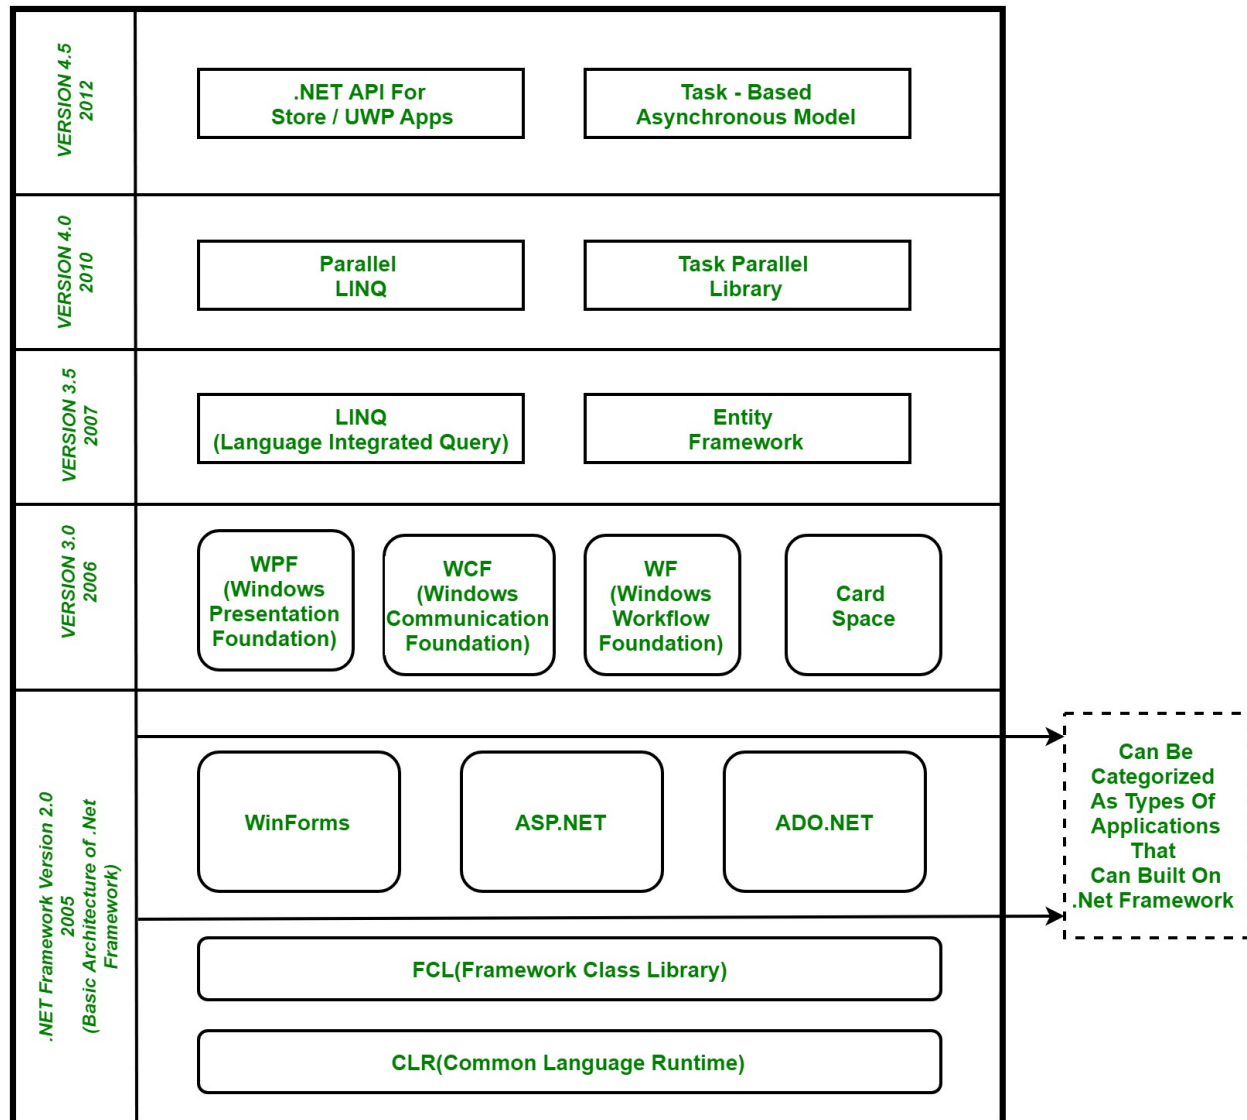 VERSION 4.5
2012
.NET API For
Store / UWP Apps
Task - Based
Asynchronous Model
VERSION 4.0
2010
Parallel
LINQ
Task Parallel
Library
VERSION 3.5
2007
LINQ
(Language Integrated Query)
Entity
Framework
VERSION 3.0
2006
WPF
(Windows
Presentation
Foundation)
WCF
(Windows
Communication
Foundation)
WF
(Windows
Workflow
Foundation)
Card
Space
.NET Framework Version 2.0
2005
(Basic Architecture of .Net
Framework)
WinForms
ASP.NET
ADO.NET
Can Be
Categorized
As Types Of
Applications
That
Can Built On
.Net Framework
FCL(Framework Class Library)
CLR(Common Language Runtime)